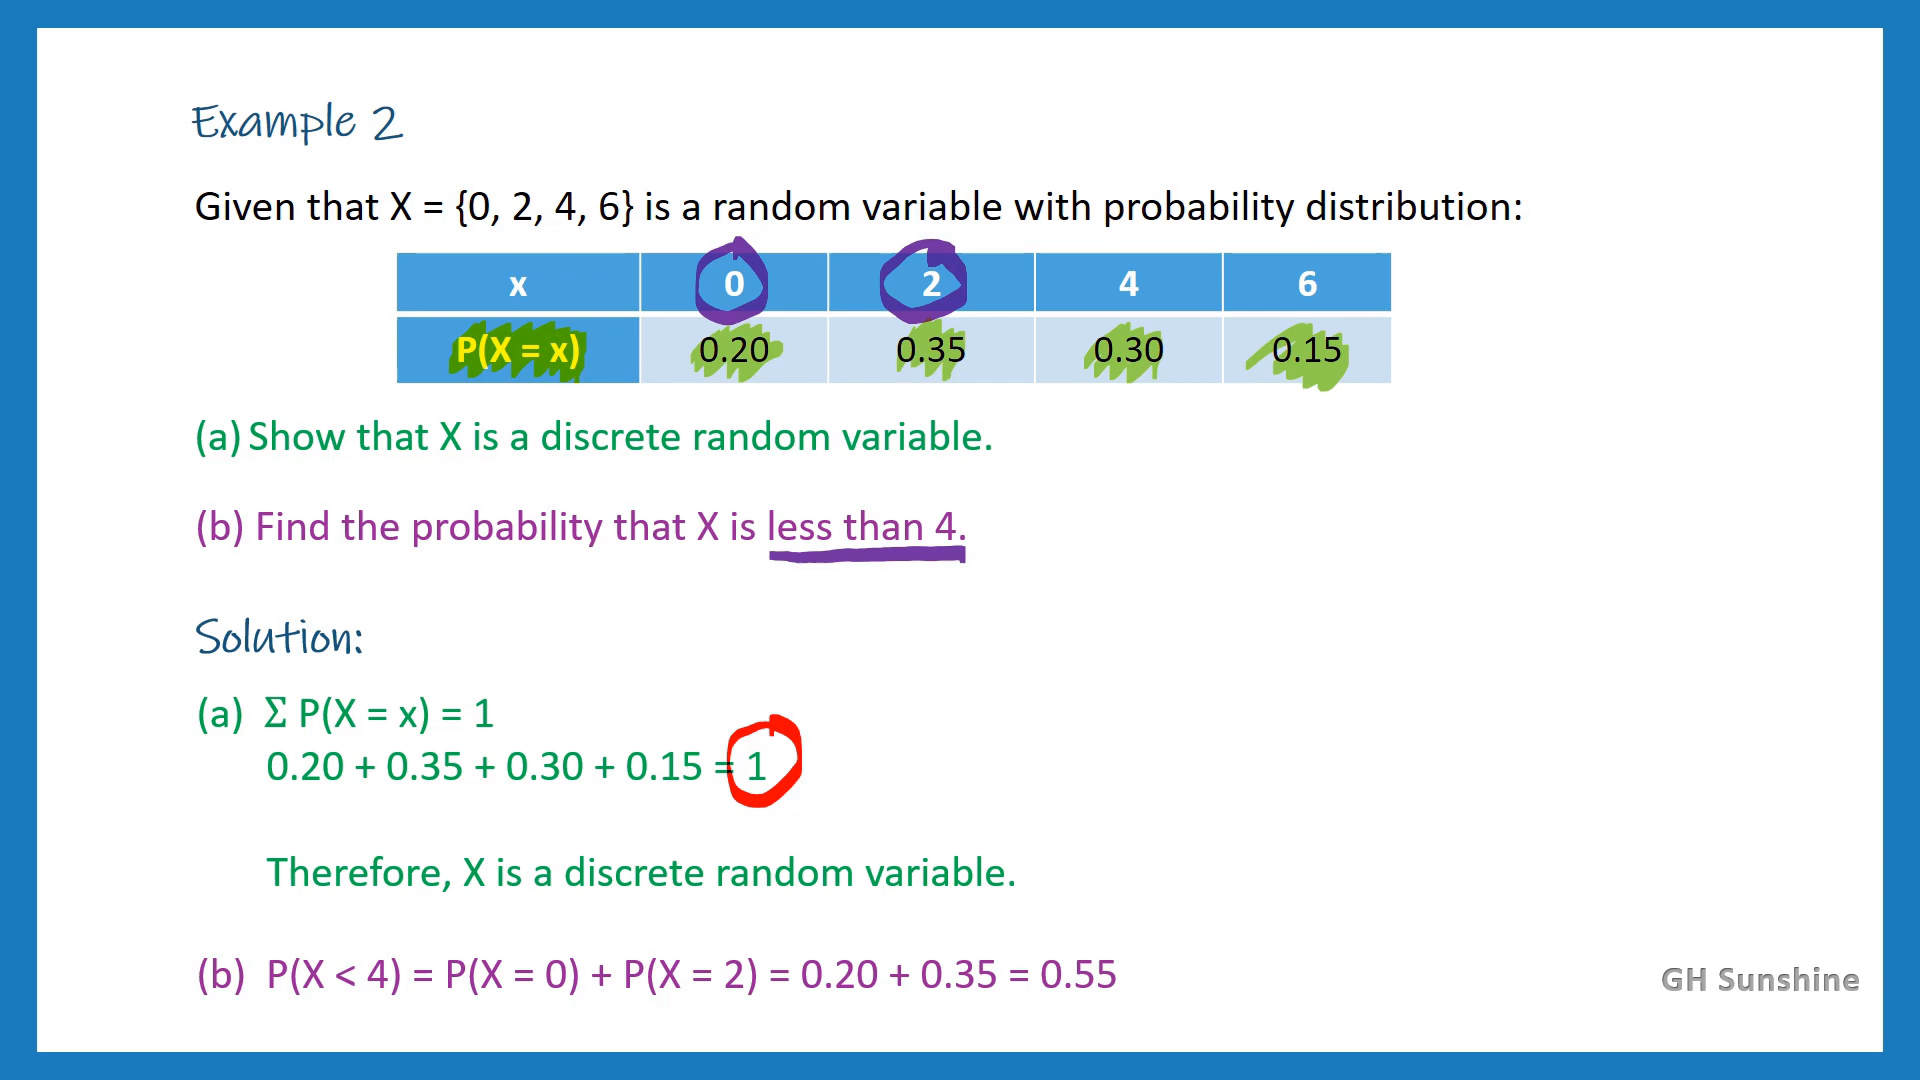 Example 2
Given that X = {0, 2, 4, 6} is a random variable with probability distribution:
x 0 2 4 6
P(X = x) 0.20 0.35 0.30 0.15
(a) Show that X is a discrete random variable.
(b) Find the probability that X is less than 4.
Solution:
(a) Σ P(X = x) = 1
0.20 + 0.35 + 0.30 + 0.15 = 1
Therefore, X is a discrete random variable.
(b) P(X < 4) = P(X = 0) + P(X = 2) = 0.20 + 0.35 = 0.55
GH Sunshine